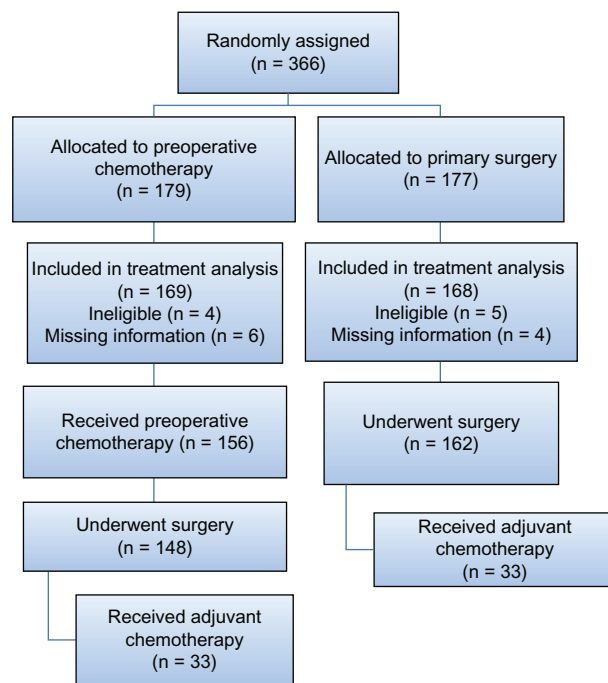 Randomly assigned
(n = 366)
Allocated to preoperative
chemotherapy
(n = 179)
Allocated to primary surgery
(n = 177)
Included in treatment analysis
(n = 169)
Ineligible (n = 4)
Missing information (n = 6)
Included in treatment analysis
(n = 168)
Ineligible (n = 5)
Missing information (n = 4)
Received preoperative
chemotherapy (n = 156)
Underwent surgery
(n = 162)
Underwent surgery
(n = 148)
Received adjuvant
chemotherapy
(n = 33)
Received adjuvant
chemotherapy
(n = 33)